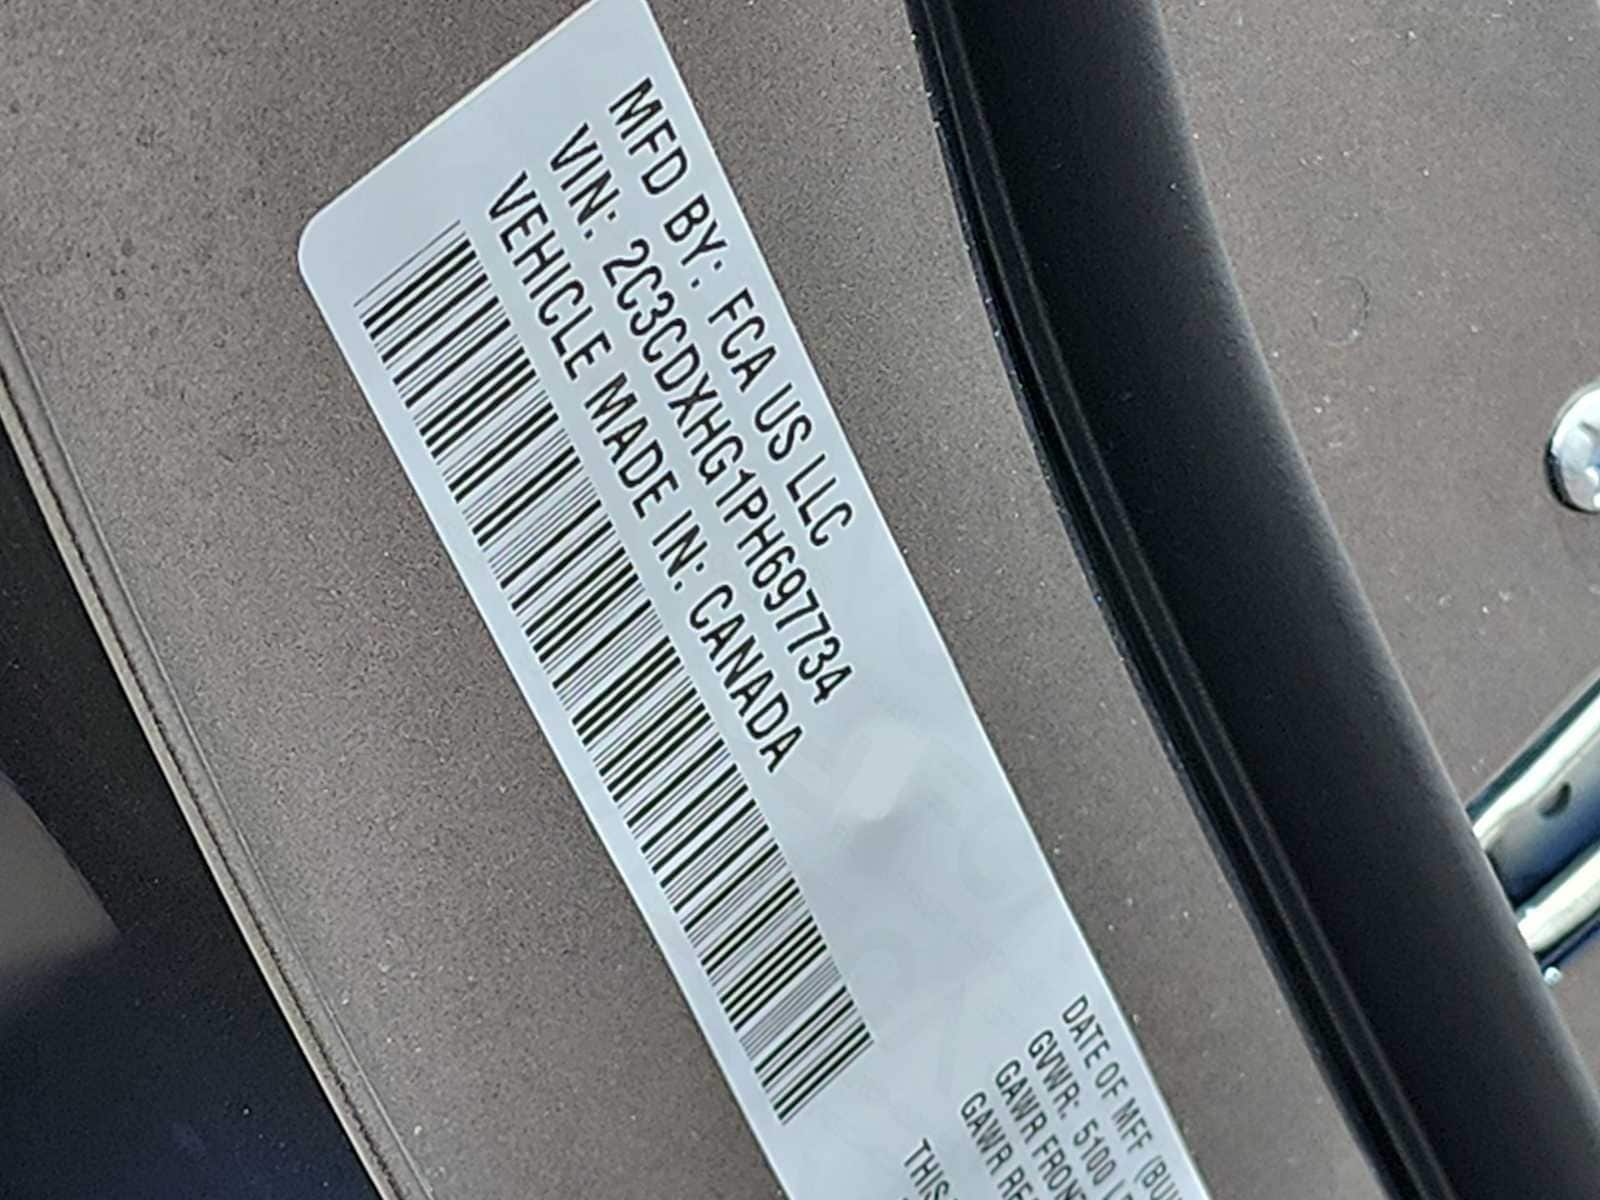 MFD BY: FCA US LLC
VIN: 2C3CDXHG1PH697734
VEHICLE MADE IN: CANADA
DATE OF MFF (BU
GVWR: 5100 L
GAWR FRON
GAWR RE
THIS